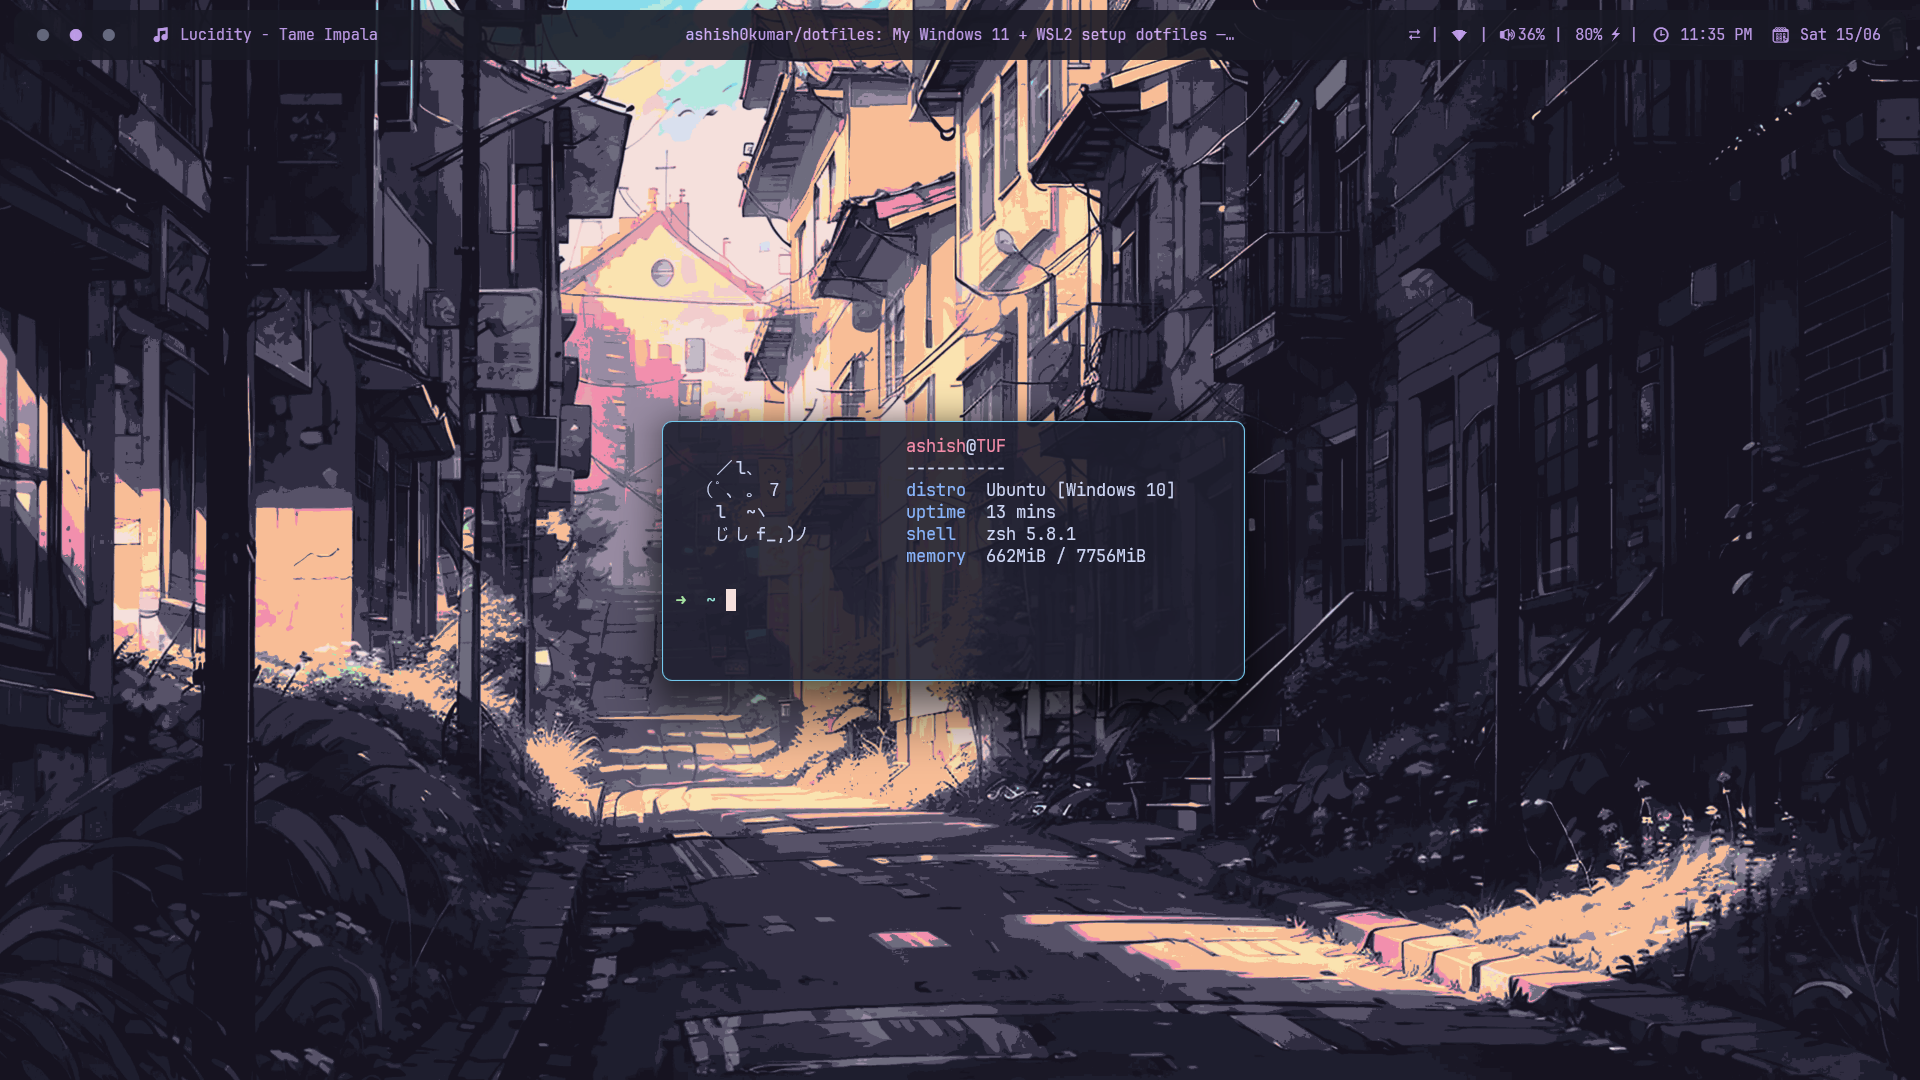 Lucidity - Tame Impala
ashish0kumar/dotfiles: My Windows 11 + WSL2 setup dotfiles —…
36% | 80% | 11:35 PM Sat 15/06
ashish@TUF
----------
distro Ubuntu [Windows 10]
uptime 13 mins
shell zsh 5.8.1
memory 662MiB / 7756MiB
／l、
(ﾟ､ 。 7
l ~ヽ
じしf_,)ノ
➜ ~